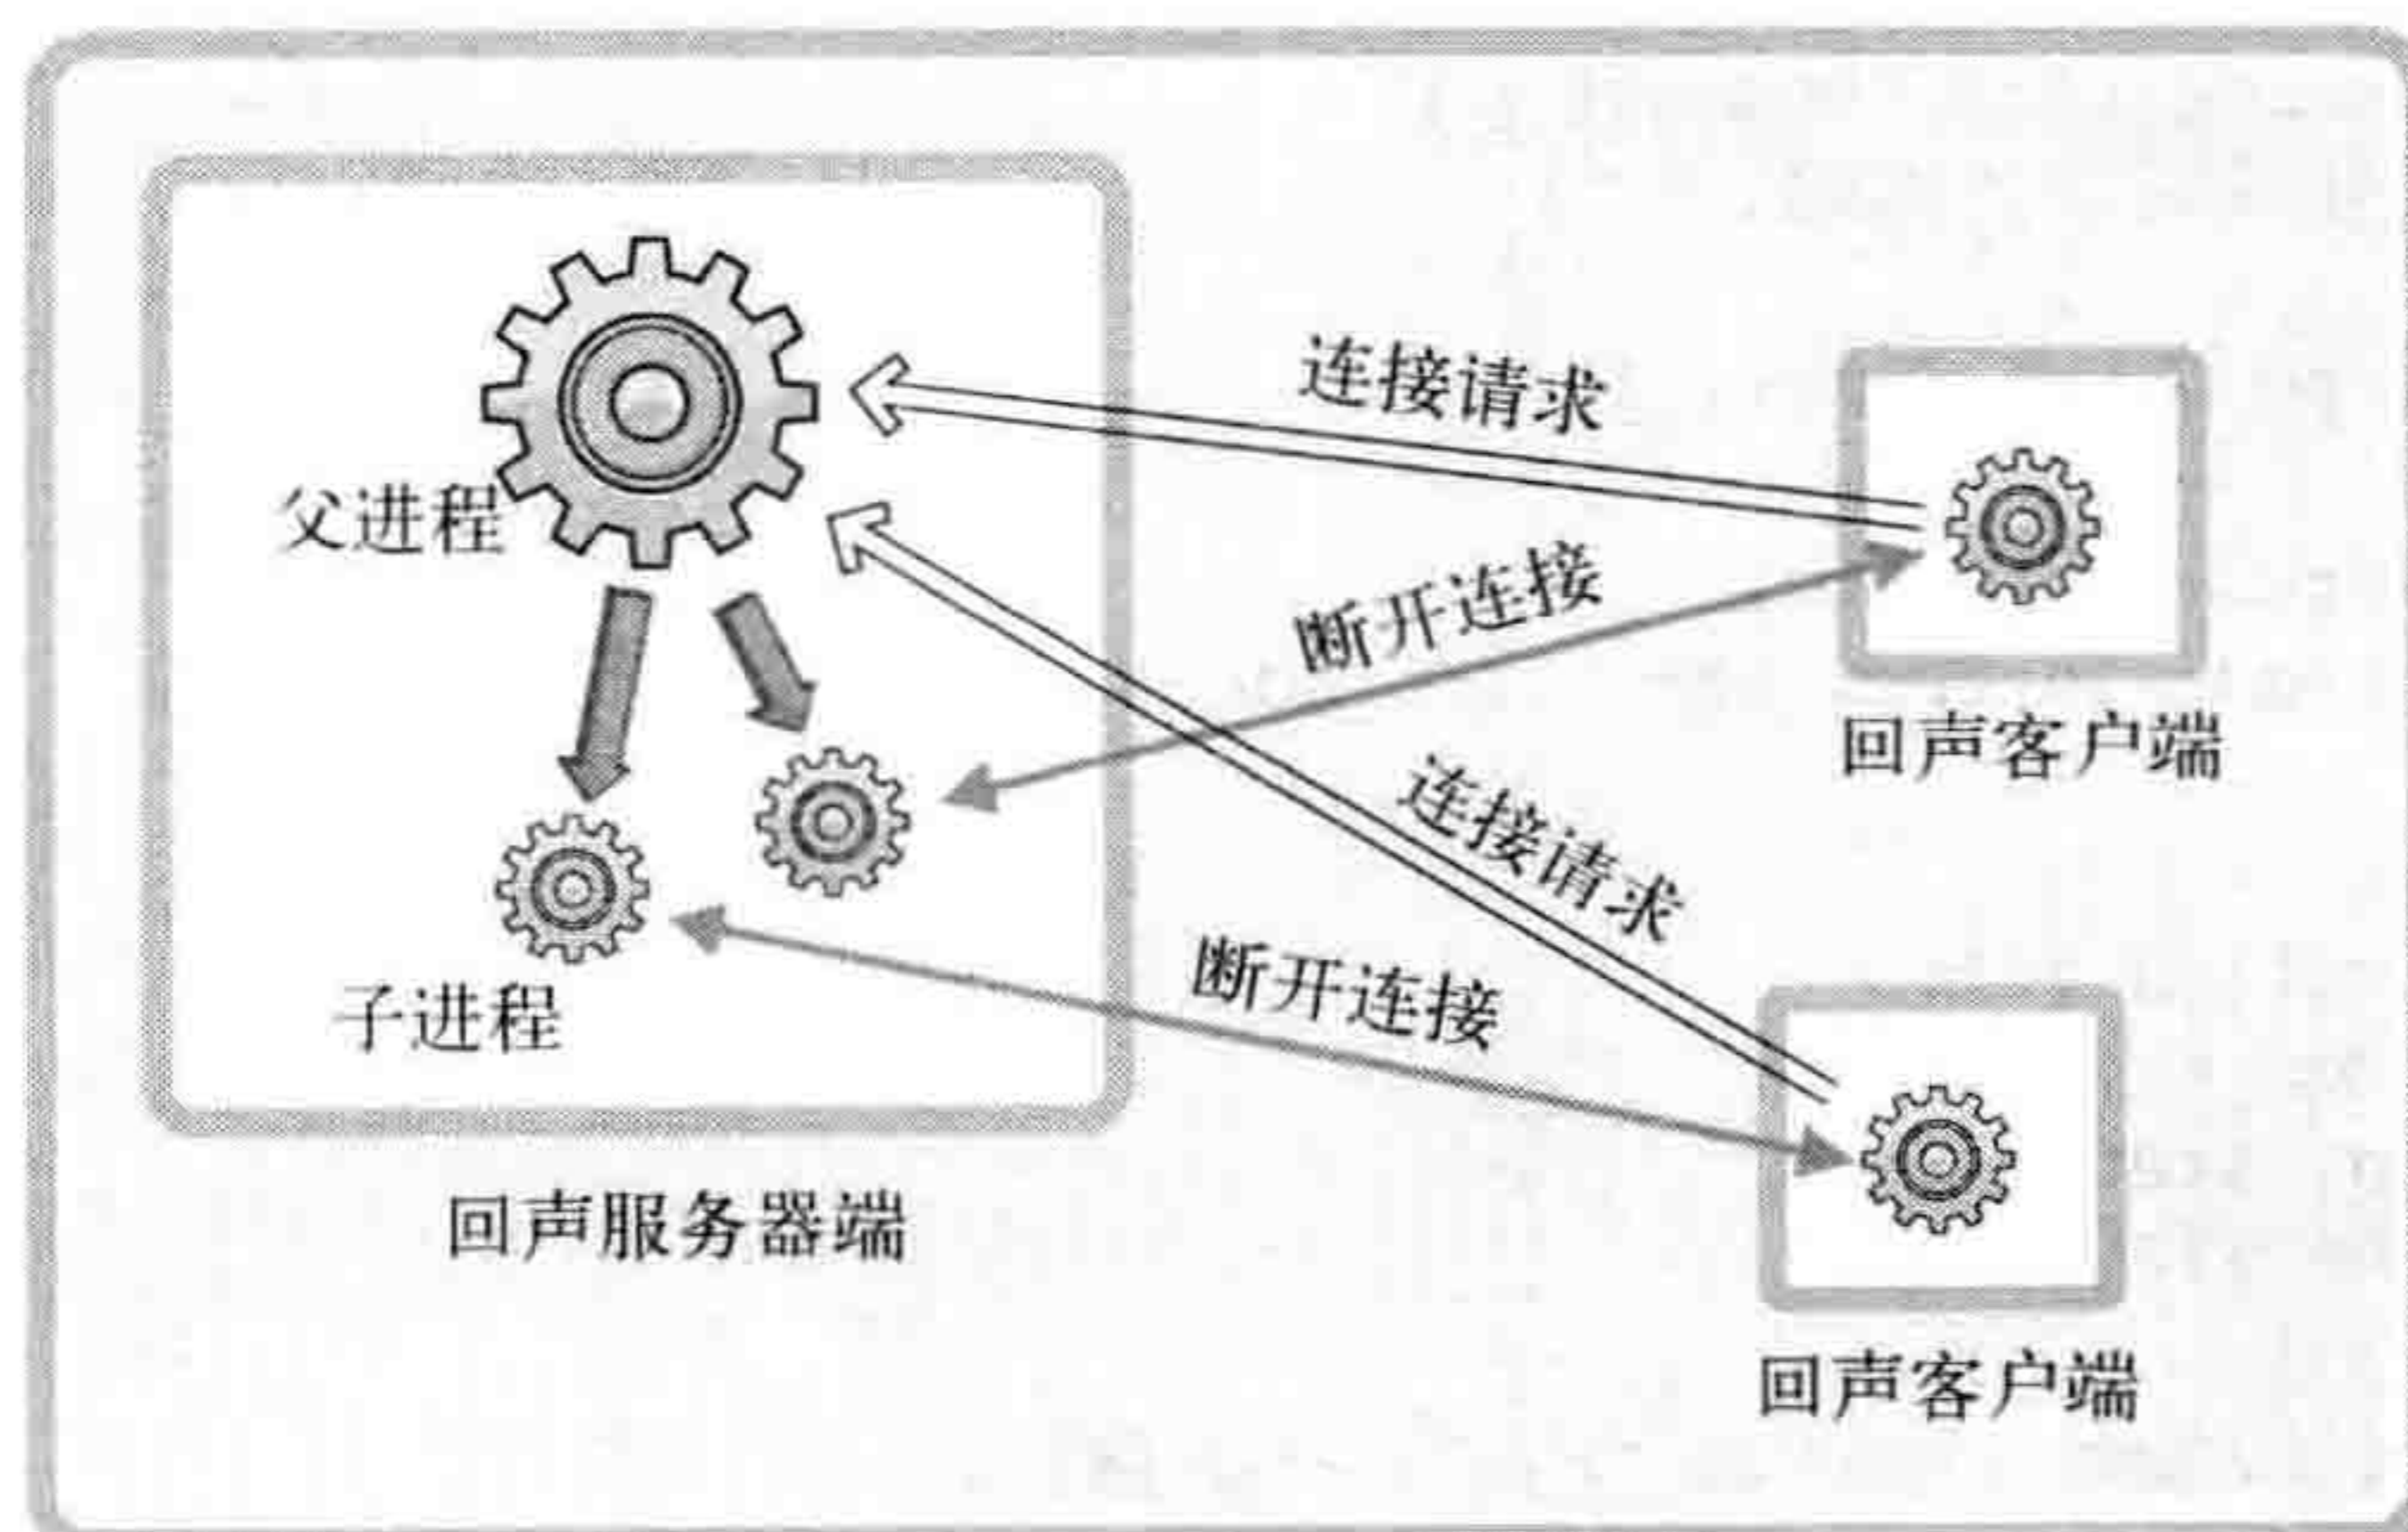 连接请求
父进程
断开连接
回声客户端
连接请求
断开连接
子进程
回声服务器端
回声客户端